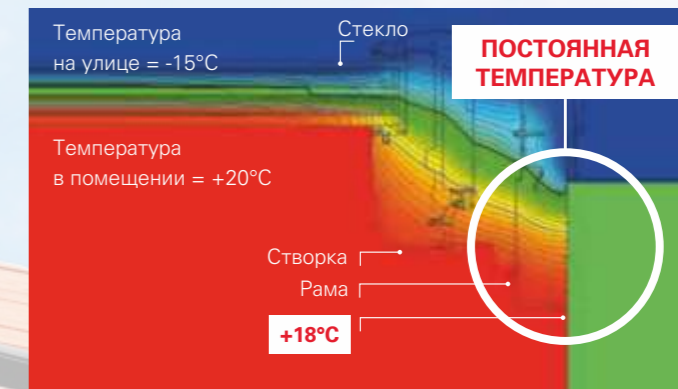 Температура
на улице = -15°C
Стекло
ПОСТОЯННАЯ
ТЕМПЕРАТУРА
Температура
в помещении = +20°C
Створка
Рама
+18°C